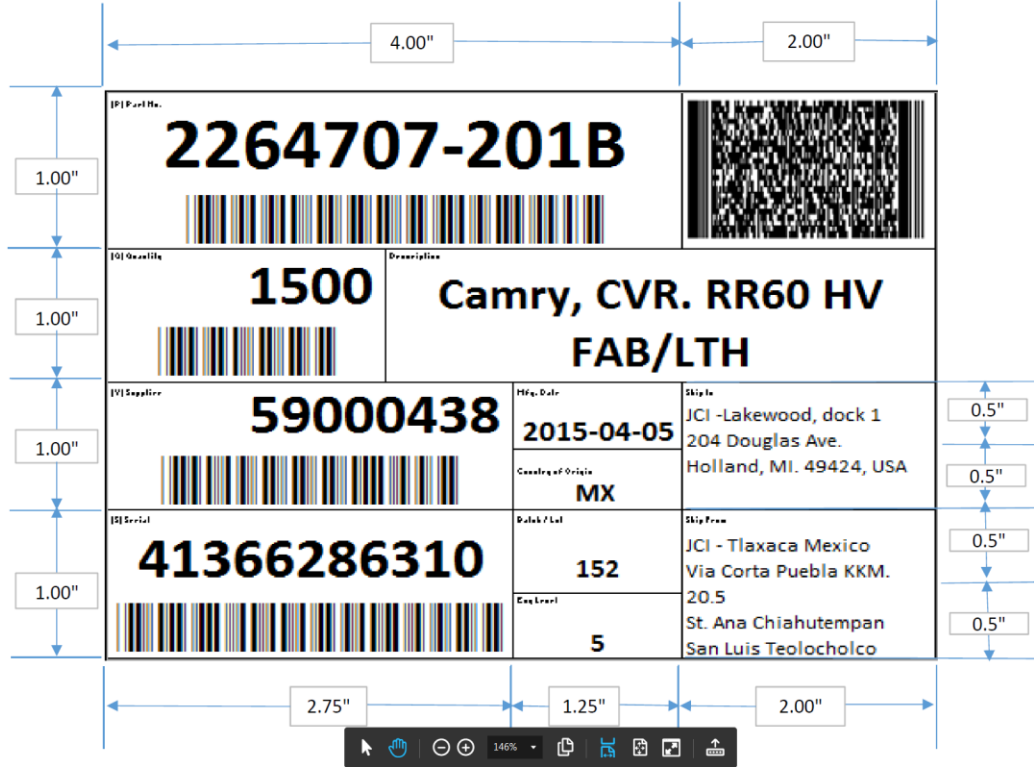 4.00"
2.00"
[P] Part No.
2264707-201B
1.00"
[Q] Quantity
1500
Description
Camry, CVR. RR60 HV
FAB/LTH
1.00"
[V] Supplier
59000438
Mfg. Date
2015-04-05
Country of Origin
MX
Ship to
JCI -Lakewood, dock 1
204 Douglas Ave.
Holland, MI. 49424, USA
1.00"
0.5"
0.5"
[S] Serial
41366286310
Batch / Lot
152
Eng Level
5
Ship From
JCI - Tlaxaca Mexico
Via Corta Puebla KKM.
20.5
St. Ana Chiahutempan
San Luis Teolocholco
1.00"
0.5"
0.5"
2.75"
1.25"
2.00"
146%